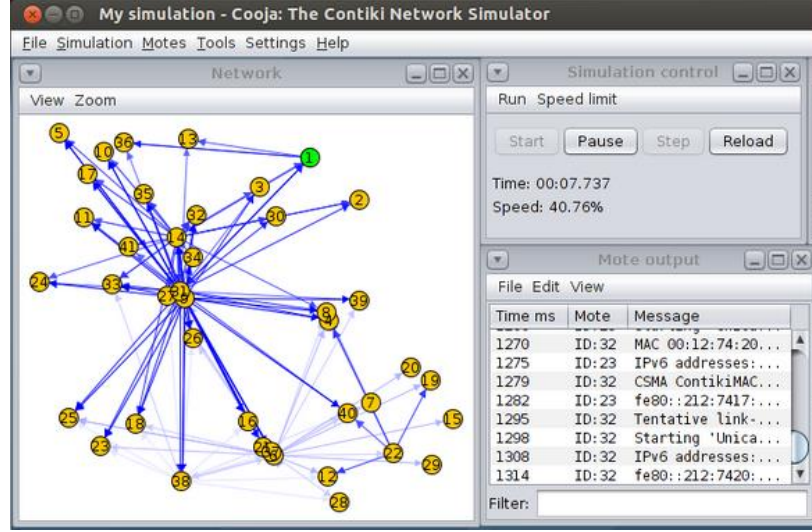 My simulation - Cooja: The Contiki Network Simulator
File Simulation Motes Tools Settings Help
Network
View Zoom
5
36
13
10
1
17
35
3
2
11
32
30
14
41
34
24
33
27
31
9
39
8
4
26
20
19
7
25
18
16
40
15
23
22
29
38
12
28
Simulation control
Run Speed limit
Start Pause Step Reload
Time: 00:07.737
Speed: 40.76%
Mote output
File Edit View
Time ms Mote Message
1270 ID:32 MAC 00:12:74:20...
1275 ID:23 IPv6 addresses:...
1279 ID:32 CSMA ContikiMAC...
1282 ID:23 fe80::212:7417:...
1295 ID:32 Tentative link-...
1298 ID:32 Starting 'Unica...
1308 ID:32 IPv6 addresses:...
1314 ID:32 fe80::212:7420:...
Filter: